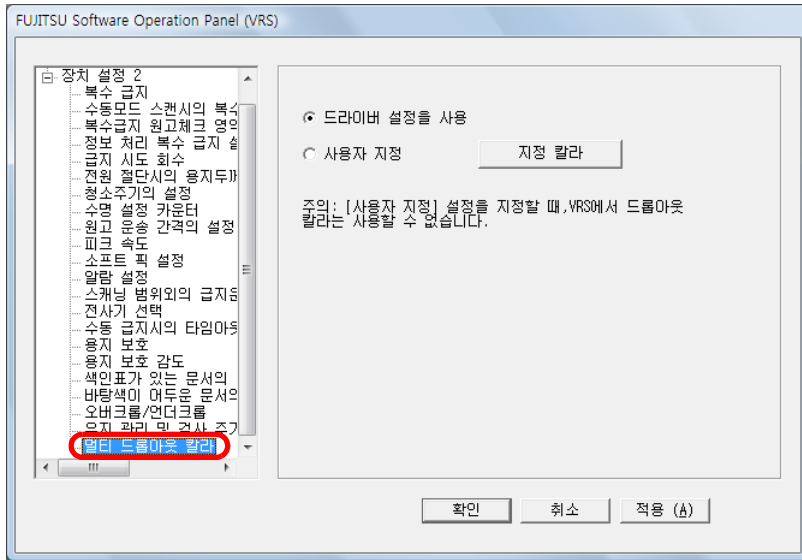 FUJITSU Software Operation Panel (VRS)
장치 설정 2
복수 급지
수동모드 스캔시의 복수
복수급지 원고체크 영역
정보 처리 복수 급지 설
급지 시도 회수
전원 절단시의 용지두께
청소주기의 설정
수명 설정 카운터
원고 운송 간격의 설정
피크 속도
소프트 픽 설정
알람 설정
스캐닝 범위외의 급지운
전사기 선택
수동 급지시의 타임아웃
용지 보호
용지 보호 감도
색인표가 있는 문서의
바탕색이 어두운 문서의
오버크롭/언더크롭
유지 관리 및 검사 주기
멀티 드롭아웃 칼라
드라이버 설정을 사용
사용자 지정
지정 칼라
주의: [사용자 지정] 설정을 지정할 때,VRS에서 드롭아웃
칼라는 사용할 수 없습니다.
확인
취소
적용 (A)